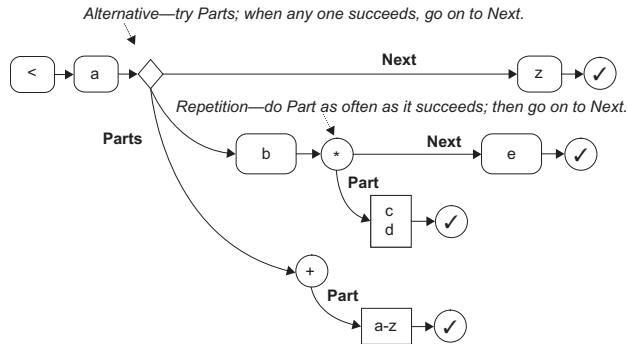 Alternative—try Parts; when any one succeeds, go on to Next.
< a Next z ✓
Repetition—do Part as often as it succeeds; then go on to Next.
Parts b * Next e ✓
Part
c
d ✓
+
Part
a-z ✓